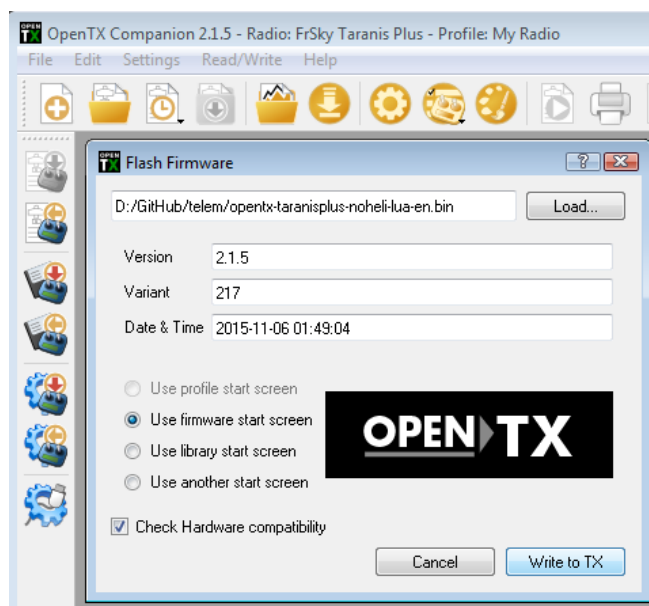 OpenTX Companion 2.1.5 - Radio: FrSky Taranis Plus - Profile: My Radio
File Edit Settings Read/Write Help
Flash Firmware
D:/GitHub/telem/opentx-taranisplus-noheli-lua-en.bin Load...
Version 2.1.5
Variant 217
Date & Time 2015-11-06 01:49:04
Use profile start screen
Use firmware start screen
Use library start screen
Use another start screen
OPEN TX
Check Hardware compatibility
Cancel Write to TX